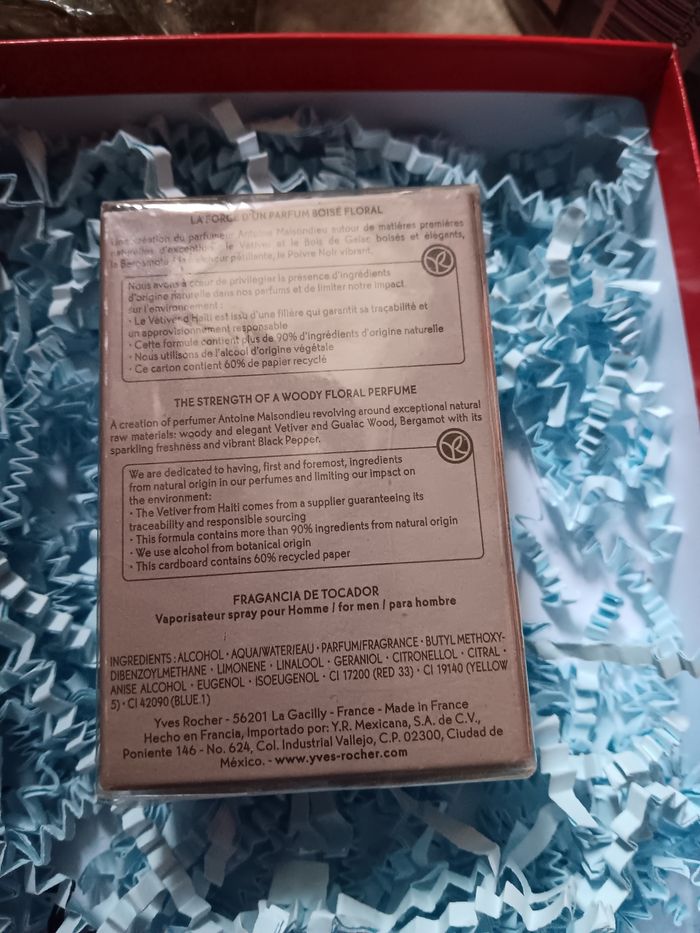 LA FORCE D'UN PARFUM BOISÉ FLORAL
Une création du parfumeur Antoine Maisondieu autour de matières premières
naturelles d'exception : le Vétiver et le Bois de Gaïac boisés et élégants,
la Bergamote à la fraîcheur pétillante, le Poivre Noir vibrant.
Nous avons à cœur de privilégier la présence d'ingrédients
d'origine naturelle dans nos parfums et de limiter notre impact
sur l'environnement :
• Le Vétiver d'Haïti est issu d'une filière qui garantit sa traçabilité et
un approvisionnement responsable
• Cette formule contient plus de 90% d'ingrédients d'origine naturelle
• Nous utilisons de l'alcool d'origine végétale
• Ce carton contient 60% de papier recyclé
THE STRENGTH OF A WOODY FLORAL PERFUME
A creation of perfumer Antoine Maisondieu revolving around exceptional natural
raw materials: woody and elegant Vetiver and Guaiac Wood, Bergamot with its
sparkling freshness and vibrant Black Pepper.
We are dedicated to having, first and foremost, ingredients
from natural origin in our perfumes and limiting our impact on
the environment:
• The Vetiver from Haiti comes from a supplier guaranteeing its
traceability and responsible sourcing
• This formula contains more than 90% ingredients from natural origin
• We use alcohol from botanical origin
• This cardboard contains 60% recycled paper
FRAGANCIA DE TOCADOR
Vaporisateur spray pour Homme / for men / para hombre
INGREDIENTS : ALCOHOL • AQUA/WATER/EAU • PARFUM/FRAGRANCE • BUTYL METHOXY-
DIBENZOYLMETHANE • LIMONENE • LINALOOL • GERANIOL • CITRONELLOL • CITRAL •
ANISE ALCOHOL • EUGENOL • ISOEUGENOL • CI 17200 (RED 33) • CI 19140 (YELLOW
5) • CI 42090 (BLUE 1)
Yves Rocher - 56201 La Gacilly - France - Made in France
Hecho en Francia, Importado por: Y.R. Mexicana, S.A. de C.V.,
Poniente 146 - No. 624, Col. Industrial Vallejo, C.P. 02300, Ciudad de
México. - www.yves-rocher.com